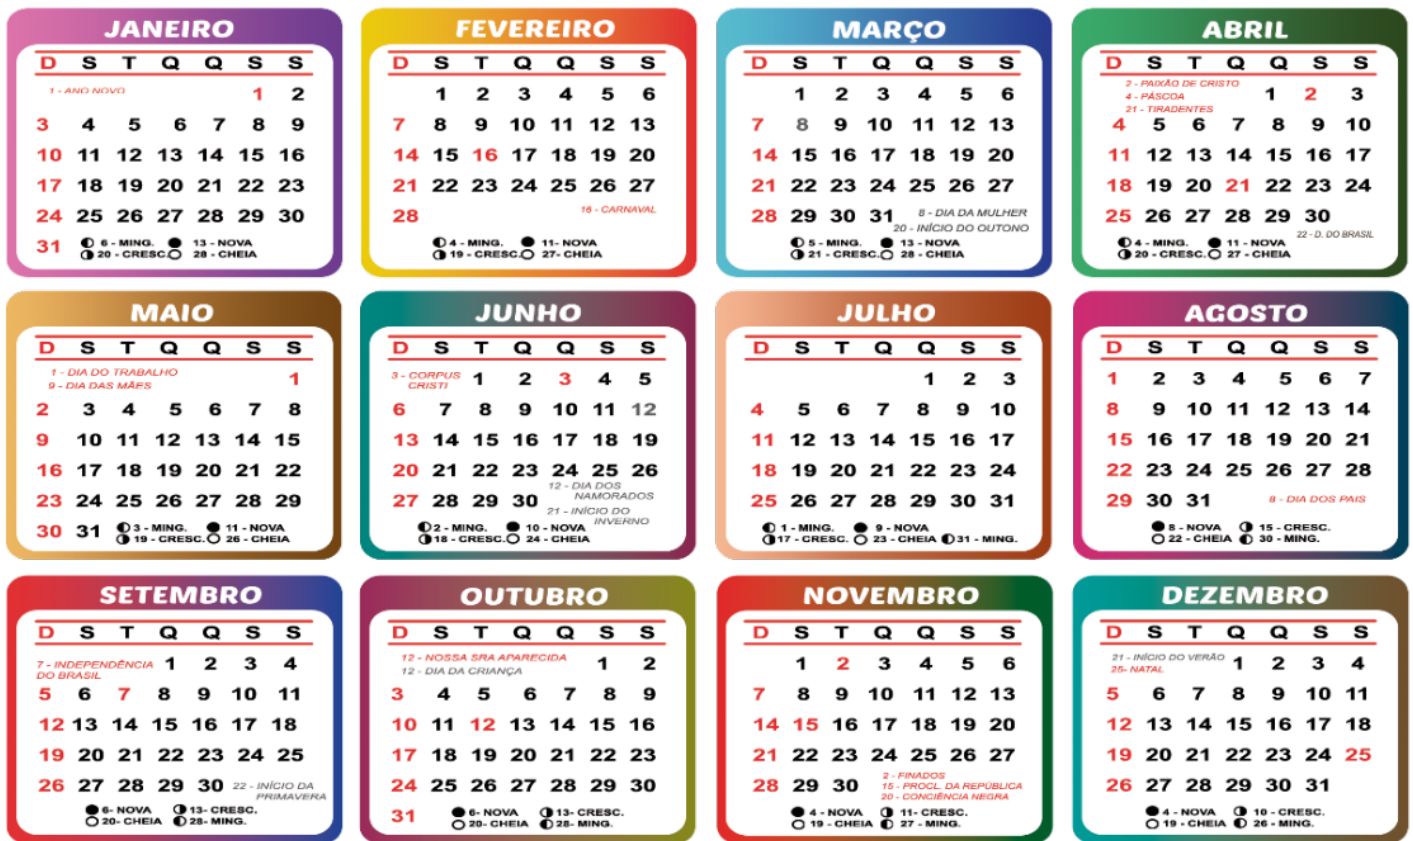 JANEIRO
D S T Q Q S S
1 - ANO NOVO 1 2
3 4 5 6 7 8 9
10 11 12 13 14 15 16
17 18 19 20 21 22 23
24 25 26 27 28 29 30
31 6 - MING. 13 - NOVA
20 - CRESC. 28 - CHEIA
FEVEREIRO
D S T Q Q S S
1 2 3 4 5 6
7 8 9 10 11 12 13
14 15 16 17 18 19 20
21 22 23 24 25 26 27
28 16 - CARNAVAL
4 - MING. 11- NOVA
19 - CRESC. 27- CHEIA
MARÇO
D S T Q Q S S
1 2 3 4 5 6
7 8 9 10 11 12 13
14 15 16 17 18 19 20
21 22 23 24 25 26 27
28 29 30 31 8 - DIA DA MULHER
20 - INÍCIO DO OUTONO
5 - MING. 13 - NOVA
21 - CRESC. 28 - CHEIA
ABRIL
D S T Q Q S S
2 - PAIXÃO DE CRISTO
4 - PÁSCOA 1 2 3
21 - TIRADENTES
4 5 6 7 8 9 10
11 12 13 14 15 16 17
18 19 20 21 22 23 24
25 26 27 28 29 30
22 - D. DO BRASIL
4 - MING. 11 - NOVA
20 - CRESC. 27 - CHEIA
MAIO
D S T Q Q S S
1 - DIA DO TRABALHO 1
9 - DIA DAS MÃES
2 3 4 5 6 7 8
9 10 11 12 13 14 15
16 17 18 19 20 21 22
23 24 25 26 27 28 29
30 31 3 - MING. 11 - NOVA
19 - CRESC. 26 - CHEIA
JUNHO
D S T Q Q S S
3 - CORPUS 1 2 3 4 5
CRISTI
6 7 8 9 10 11 12
13 14 15 16 17 18 19
20 21 22 23 24 25 26
12 - DIA DOS
NAMORADOS
27 28 29 30
21 - INÍCIO DO
INVERNO
2 - MING. 10 - NOVA
18 - CRESC. 24 - CHEIA
JULHO
D S T Q Q S S
1 2 3
4 5 6 7 8 9 10
11 12 13 14 15 16 17
18 19 20 21 22 23 24
25 26 27 28 29 30 31
1 - MING. 9 - NOVA
17 - CRESC. 23 - CHEIA 31 - MING.
AGOSTO
D S T Q Q S S
1 2 3 4 5 6 7
8 9 10 11 12 13 14
15 16 17 18 19 20 21
22 23 24 25 26 27 28
29 30 31 8 - DIA DOS PAIS
8 - NOVA 15 - CRESC.
22 - CHEIA 30 - MING.
SETEMBRO
D S T Q Q S S
7 - INDEPENDÊNCIA 1 2 3 4
DO BRASIL
5 6 7 8 9 10 11
12 13 14 15 16 17 18
19 20 21 22 23 24 25
26 27 28 29 30 22 - INÍCIO DA
PRIMAVERA
6- NOVA 13- CRESC.
20- CHEIA 28- MING.
OUTUBRO
D S T Q Q S S
12 - NOSSA SRA APARECIDA 1 2
12 - DIA DA CRIANÇA
3 4 5 6 7 8 9
10 11 12 13 14 15 16
17 18 19 20 21 22 23
24 25 26 27 28 29 30
31 6- NOVA 13- CRESC.
20- CHEIA 28- MING.
NOVEMBRO
D S T Q Q S S
1 2 3 4 5 6
7 8 9 10 11 12 13
14 15 16 17 18 19 20
21 22 23 24 25 26 27
28 29 30 2 - FINADOS
15 - PROCL. DA REPÚBLICA
20 - CONCIÊNCIA NEGRA
4 - NOVA 11- CRESC.
19 - CHEIA 27 - MING.
DEZEMBRO
D S T Q Q S S
21 - INÍCIO DO VERÃO 1 2 3 4
25- NATAL
5 6 7 8 9 10 11
12 13 14 15 16 17 18
19 20 21 22 23 24 25
26 27 28 29 30 31
4 - NOVA 10 - CRESC.
19 - CHEIA 26 - MING.